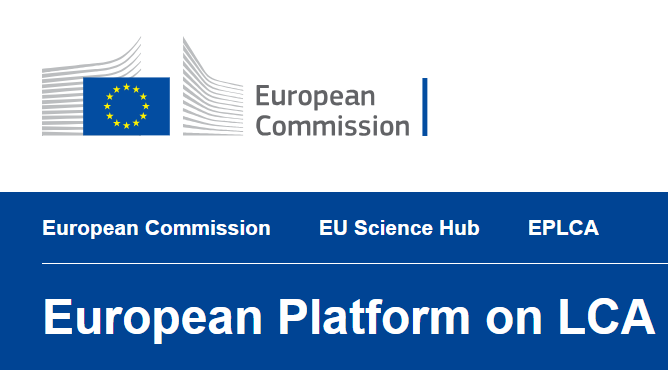 European
Commission
European Commission EU Science Hub EPLCA
European Platform on LCA